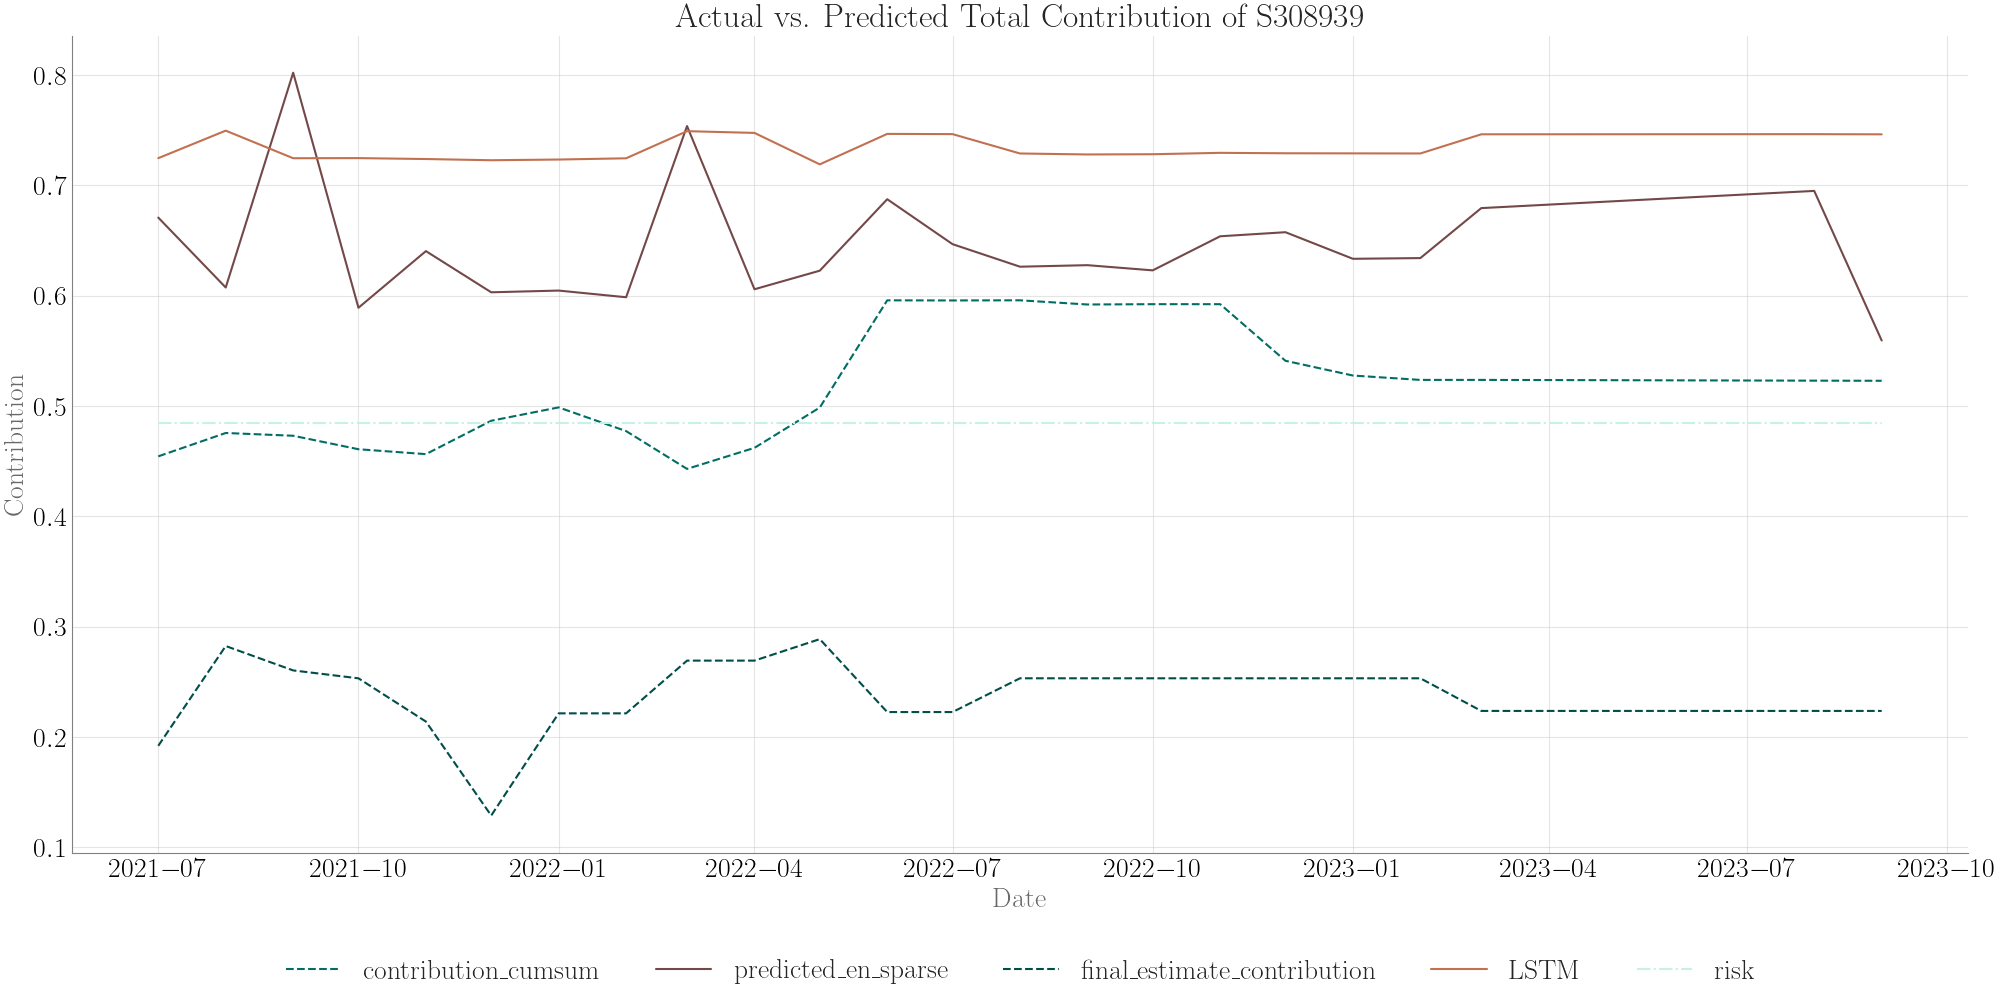 Actual vs. Predicted Total Contribution of S308939
Contribution
0.8
0.7
0.6
0.5
0.4
0.3
0.2
0.1
2021−07 2021−10 2022−01 2022−04 2022−07 2022−10 2023−01 2023−04 2023−07 2023−10
Date
contribution_cumsum predicted_en_sparse final_estimate_contribution LSTM risk